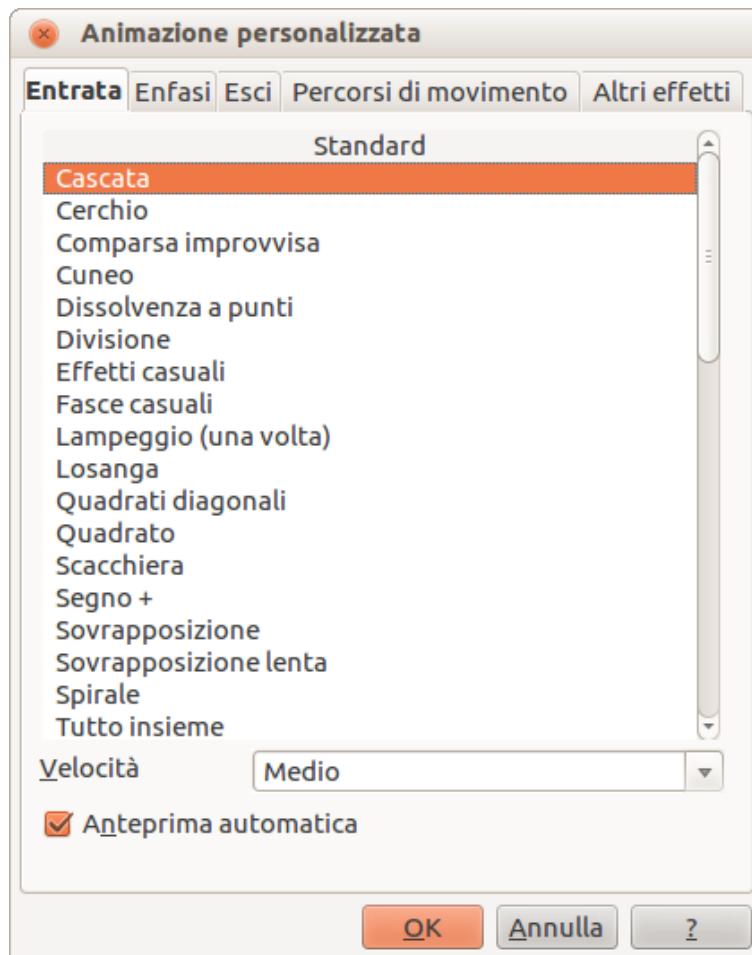 Animazione personalizzata
Entrata Enfasi Esci Percorsi di movimento Altri effetti
Standard
Cascata
Cerchio
Comparsa improvvisa
Cuneo
Dissolvenza a punti
Divisione
Effetti casuali
Fasce casuali
Lampeggio (una volta)
Losanga
Quadrati diagonali
Quadrato
Scacchiera
Segno +
Sovrapposizione
Sovrapposizione lenta
Spirale
Tutto insieme
Velocità Medio
Anteprima automatica
OK Annulla ?